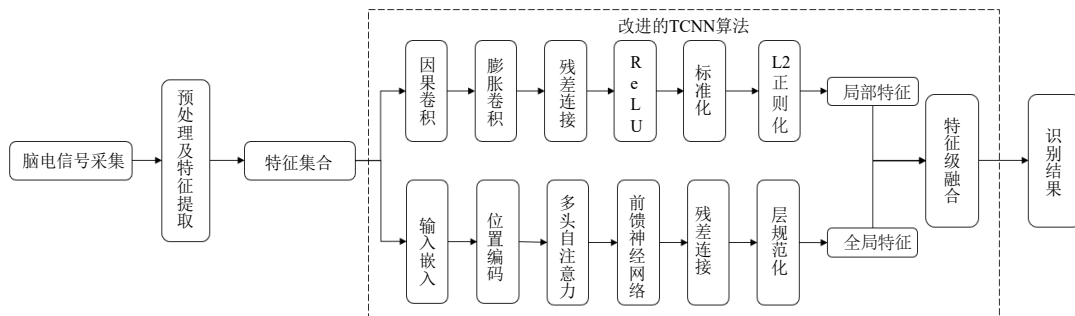 改进的TCNN算法
脑电信号采集
预处理及特征提取
特征集合
因果卷积
膨胀卷积
残差连接
ReLU
标准化
L2正则化
局部特征
输入嵌入
位置编码
多头自注意力
前馈神经网络
残差连接
层规范化
全局特征
特征级融合
识别结果